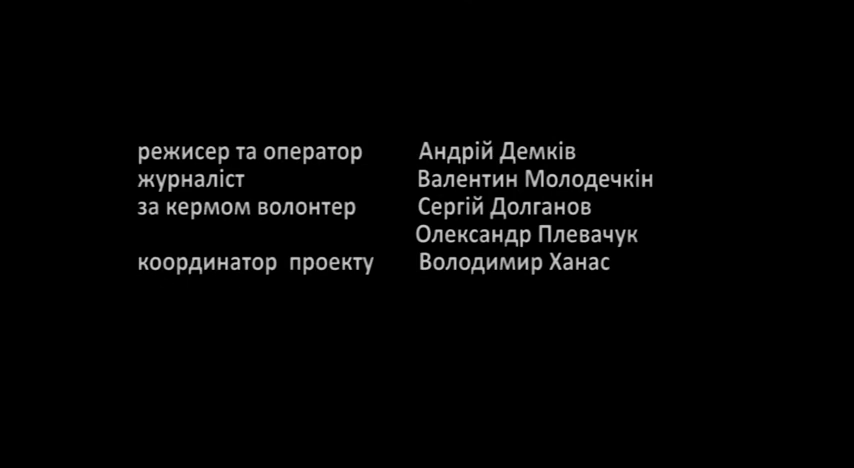 режисер та оператор Андрій Демків
журналіст Валентин Молодечкін
за кермом волонтер Сергій Долганов
Олександр Плевачук
координатор проекту Володимир Ханас